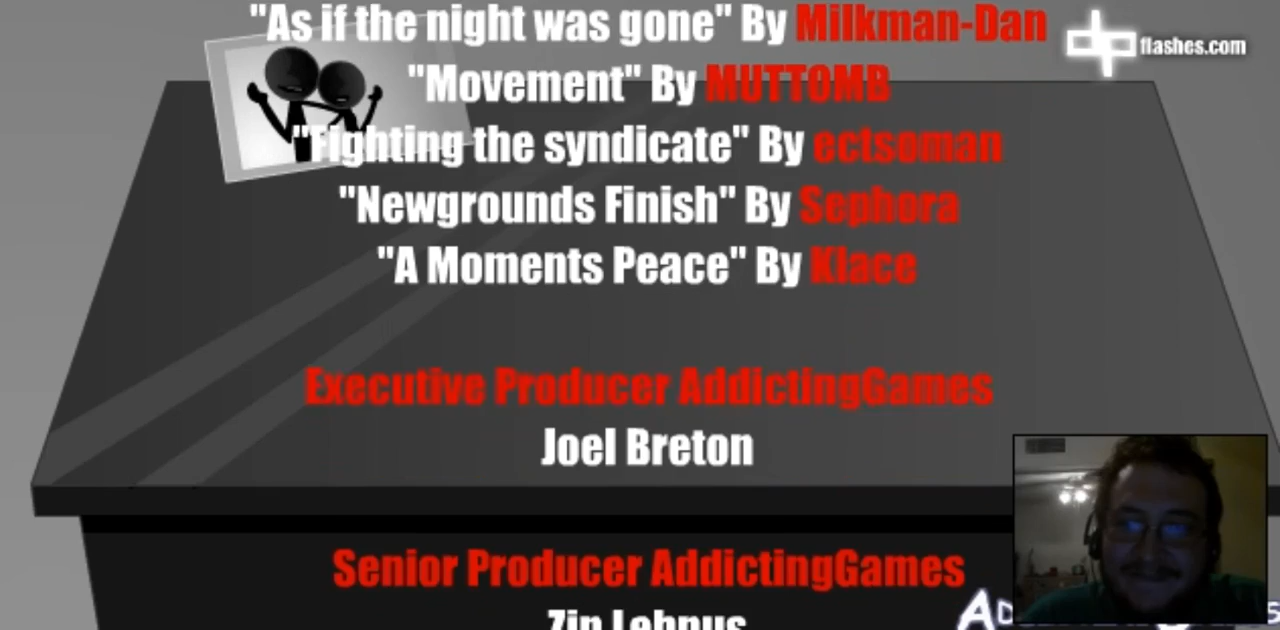 "As if the night was gone" By Milkman-Dan
flashes.com
"Movement" By MUTTOMB
"Fighting the syndicate" By ectsoman
"Newgrounds Finish" By Sephora
"A Moments Peace" By Klace
Executive Producer AddictingGames
Joel Breton
Senior Producer AddictingGames
Zip